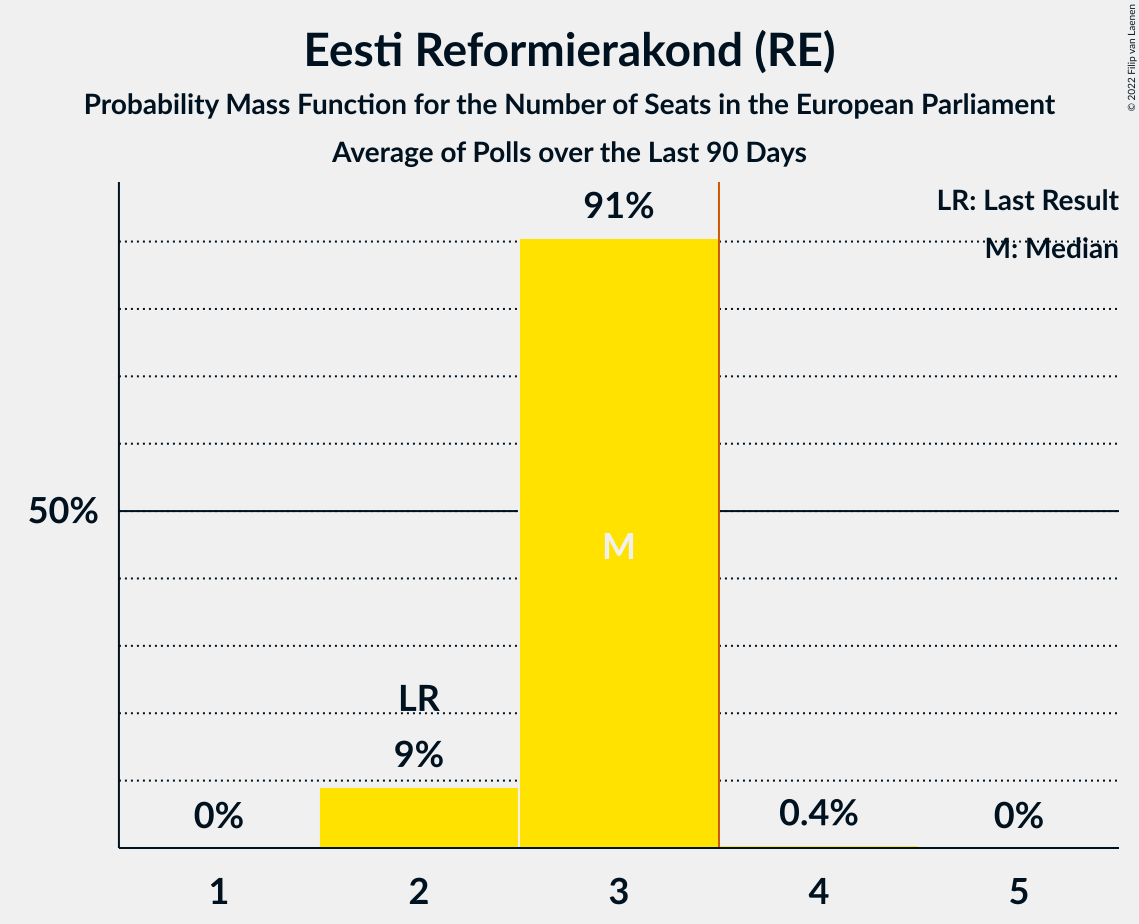 Eesti Reformierakond (RE)
Probability Mass Function for the Number of Seats in the European Parliament
Average of Polls over the Last 90 Days
© 2022 Filip van Laenen
91%
LR: Last Result
M: Median
50%
M
LR
9%
0%
0.4%
0%
1 2 3 4 5